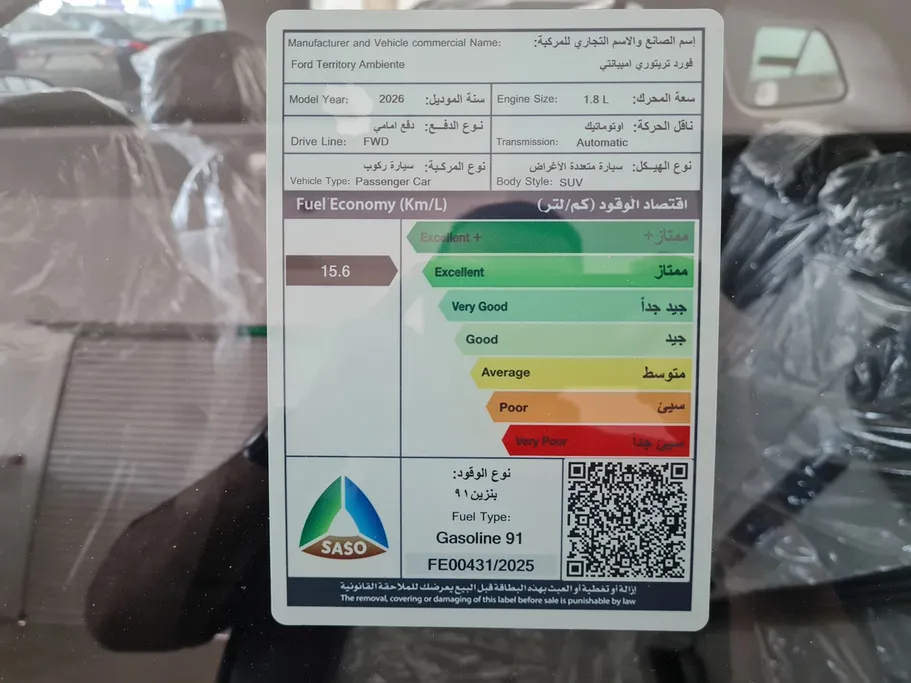 Manufacturer and Vehicle commercial Name: إسم الصانع والاسم التجاري للمركبة:
Ford Territory Ambiente فورد تريتوري امبيانتي
Model Year: 2026 سنة الموديل:
Engine Size: 1.8 L سعة المحرك:
نوع الدفع: دفع امامي
Drive Line: FWD
ناقل الحركة: اوتوماتيك
Transmission: Automatic
نوع المركبة: سيارة ركوب
Vehicle Type: Passenger Car
نوع الهيكل: سيارة متعددة الأغراض
Body Style: SUV
Fuel Economy (Km/L) اقتصاد الوقود (كم/لتر)
Excellent + ممتاز+
15.6
Excellent ممتاز
Very Good جيد جداً
Good جيد
Average متوسط
Poor سيئ
Very Poor سيئ جداً
SASO
نوع الوقود:
بنزين ٩١
Fuel Type:
Gasoline 91
FE00431/2025
إزالة أو تغطية أو العبث بهذه البطاقة قبل البيع يعرضك للملاحقة القانونية
The removal, covering or damaging of this label before sale is punishable by law